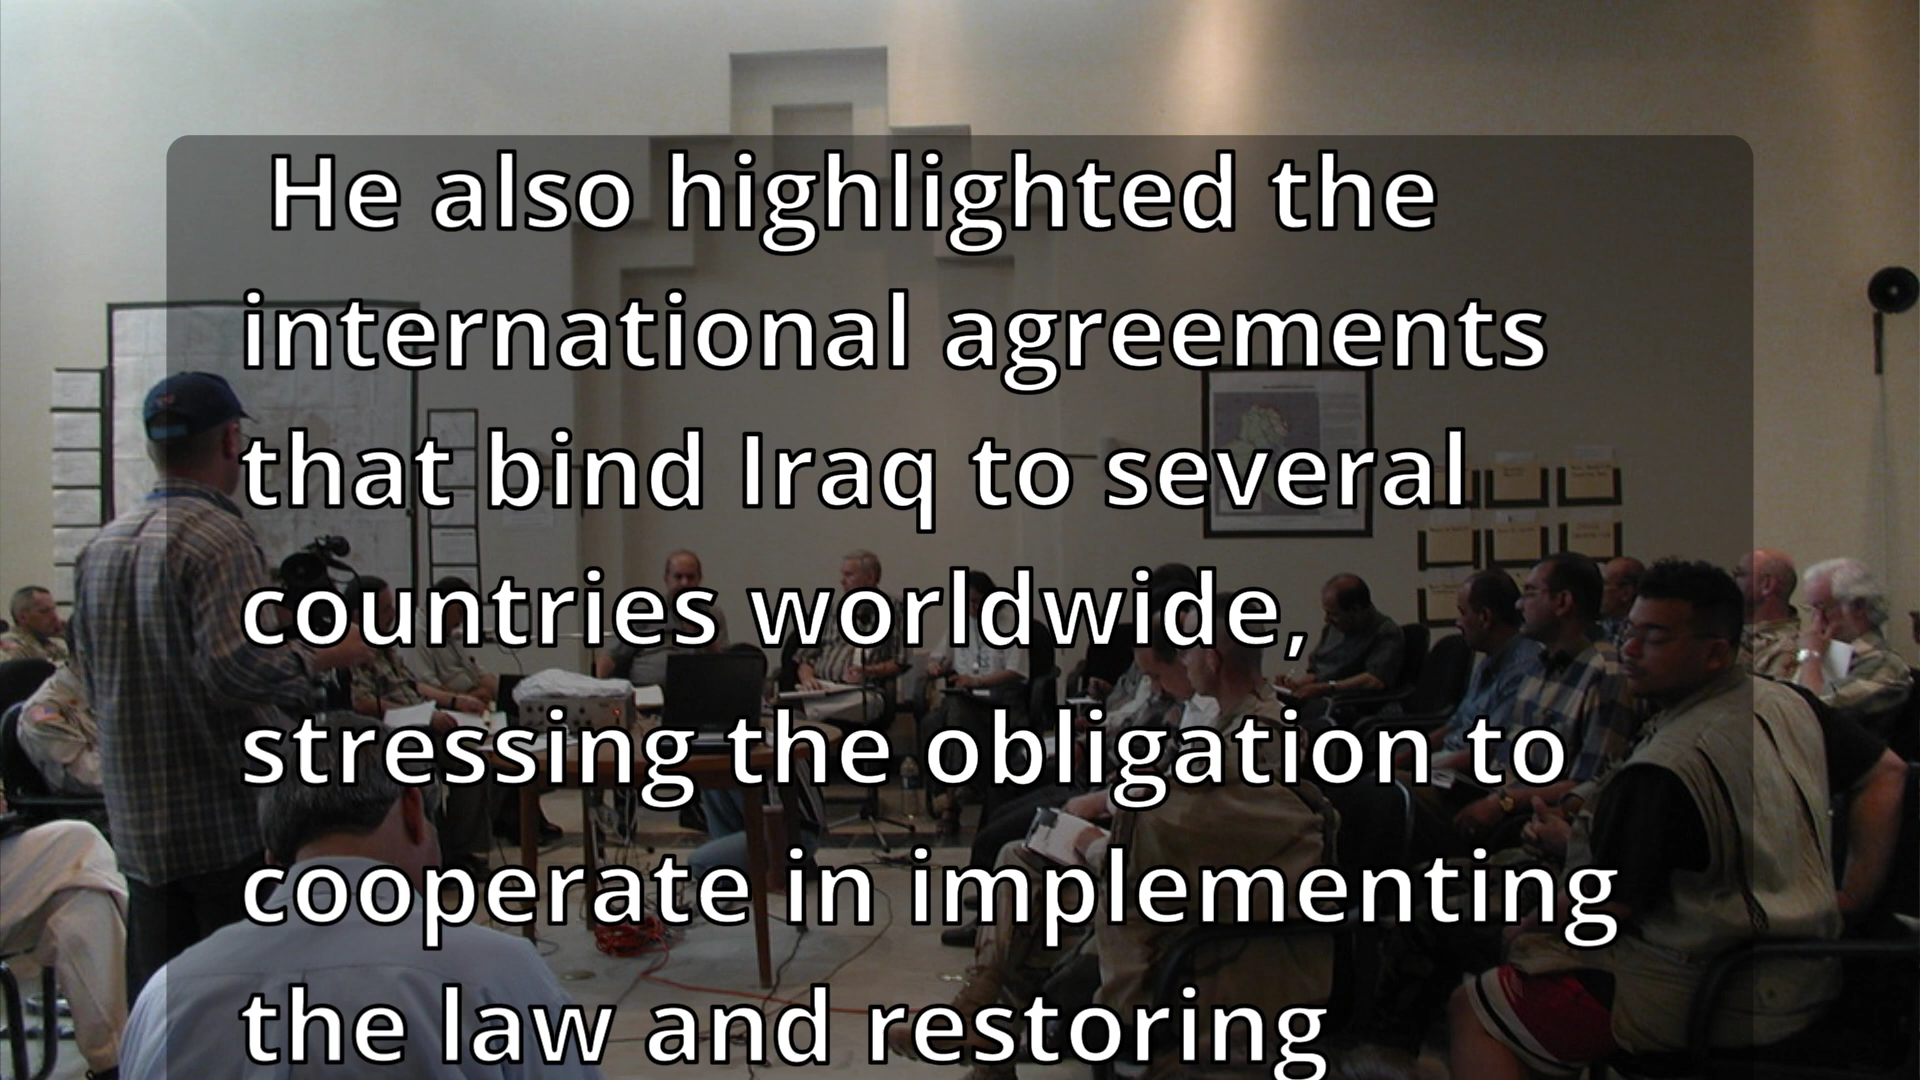 He also highlighted the
international agreements
that bind Iraq to several
countries worldwide,
stressing the obligation to
cooperate in implementing
the law and restoring